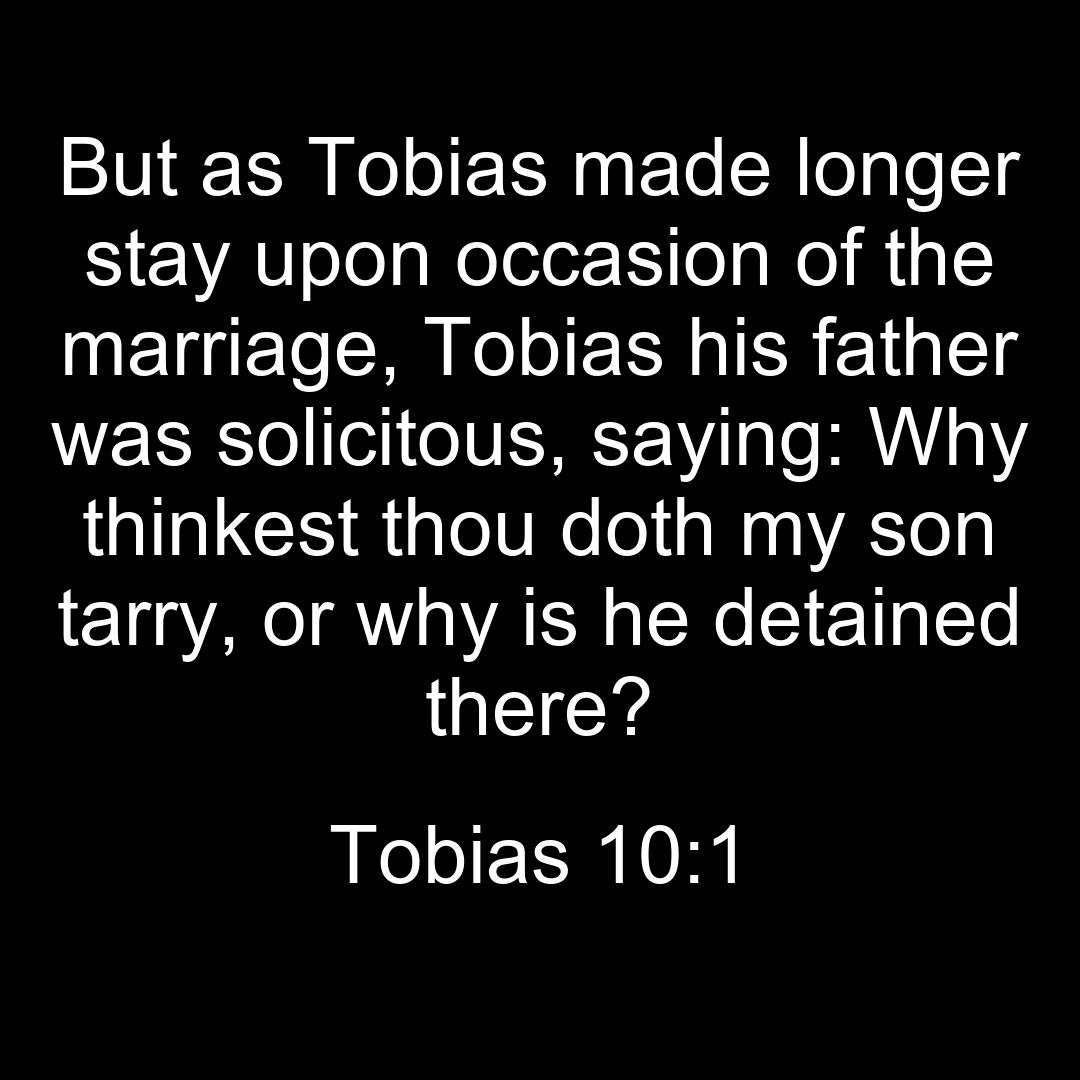 But as Tobias made longer
stay upon occasion of the
marriage, Tobias his father
was solicitous, saying: Why
thinkest thou doth my son
tarry, or why is he detained
there?
Tobias 10:1